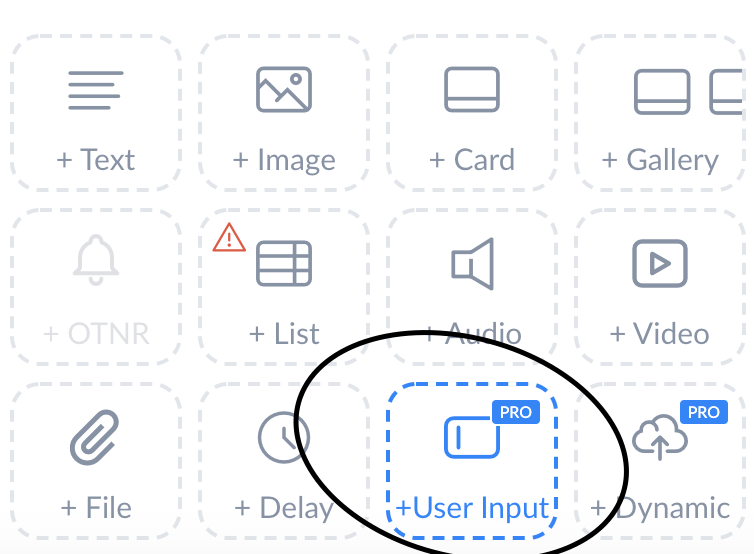 + Text
+ Image
+ Card
+ Gallery
+ OTNR
+ List
+ Audio
+ Video
PRO
PRO
+ File
+ Delay
+User Input
+ Dynamic